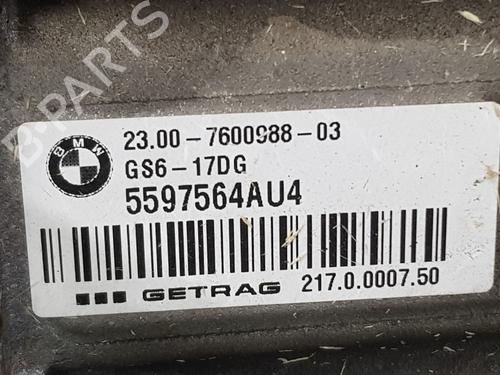 B-PARTS
BMW
23.00-7600988-03
GS6-17DG
5597564AU4
GETRAG 217.0.0007.50